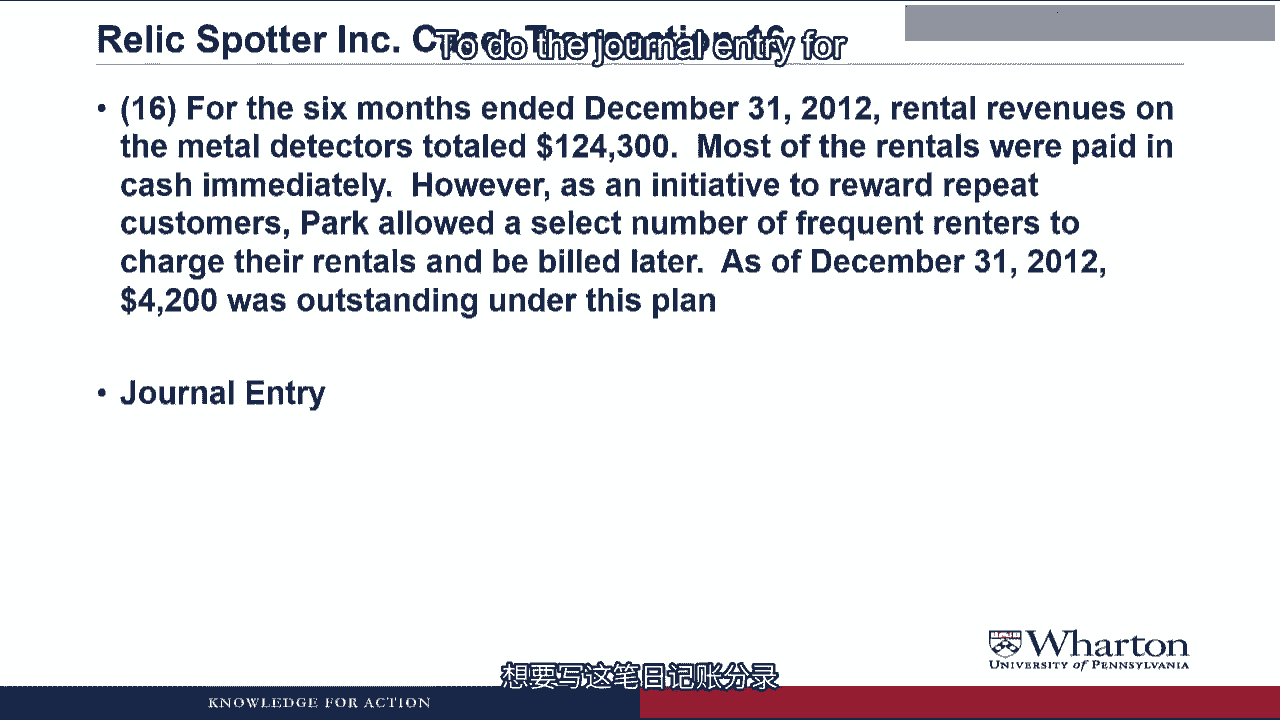 Relic Spotter Inc. Case: Transaction 16
To do the journal entry for
• (16) For the six months ended December 31, 2012, rental revenues on
the metal detectors totaled $124,300. Most of the rentals were paid in
cash immediately. However, as an initiative to reward repeat
customers, Park allowed a select number of frequent renters to
charge their rentals and be billed later. As of December 31, 2012,
$4,200 was outstanding under this plan
• Journal Entry
Wharton
UNIVERSITY of PENNSYLVANIA
想要写这笔日记账分录
KNOWLEDGE FOR ACTION